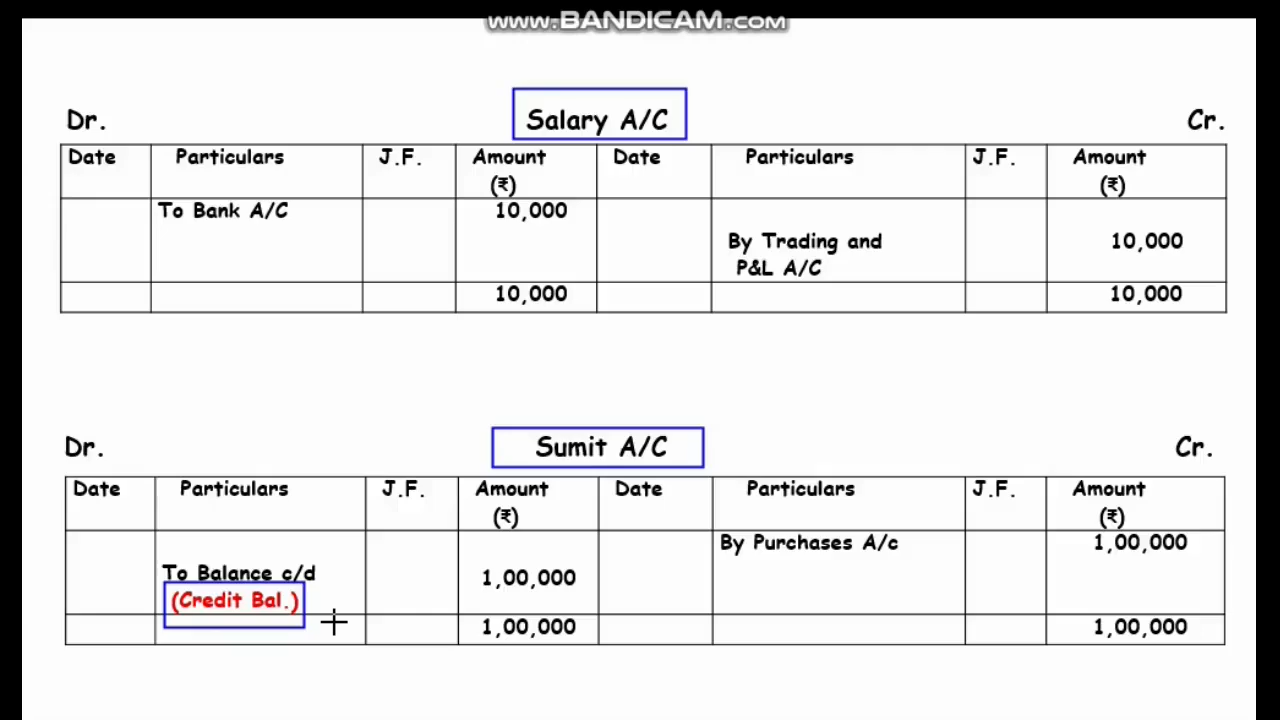 www.BANDICAM.com
Dr. Salary A/C Cr.
Date Particulars J.F. Amount Date Particulars J.F. Amount
(₹) (₹)
To Bank A/C 10,000
By Trading and 10,000
P&L A/C
10,000 10,000
Dr. Sumit A/C Cr.
Date Particulars J.F. Amount Date Particulars J.F. Amount
(₹) (₹)
By Purchases A/c 1,00,000
To Balance c/d 1,00,000
(Credit Bal.)
1,00,000 1,00,000